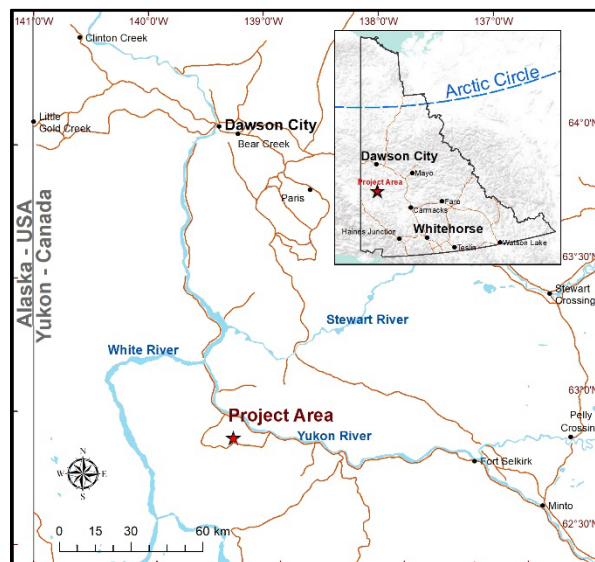 141°0'W
140°0'W
139°0'W
138°0'W
137°0'W
Clinton Creek
Little
Gold Creek
Dawson City
Bear Creek
Paris
Arctic Circle
Dawson City
Mayo
Project Area
Faro
Carmacks
Haines Junction
Whitehorse
Teslin
Watson Lake
64°0'N
63°30'N
Stewart
Crossing
Alaska - USA
Yukon - Canada
Stewart River
White River
63°0'N
Project Area
Pelly
Crossing
Yukon River
N
W
E
S
Fort Selkirk
Minto
62°30'N
0
30
60 km